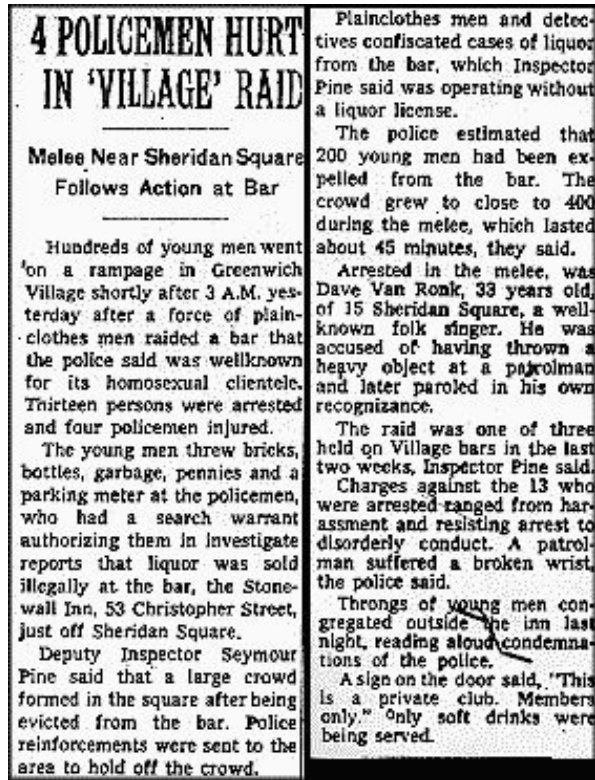 4 POLICEMEN HURT
IN 'VILLAGE' RAID
Melee Near Sheridan Square
Follows Action at Bar
Hundreds of young men went
on a rampage in Greenwich
Village shortly after 3 A.M. yes-
terday after a force of plain-
clothes men raided a bar that
the police said was wellknown
for its homosexual clientele.
Thirteen persons were arrested
and four policemen injured.
The young men threw bricks,
bottles, garbage, pennies and a
parking meter at the policemen,
who had a search warrant
authorizing them in investigate
reports that liquor was sold
illegally at the bar, the Stone-
wall Inn, 53 Christopher Street,
just off Sheridan Square.
Deputy Inspector Seymour
Pine said that a large crowd
formed in the square after being
evicted from the bar. Police
reinforcements were sent to the
area to hold off the crowd.
Plainclothes men and detec-
tives confiscated cases of liquor
from the bar, which Inspector
Pine said was operating without
a liquor license.
The police estimated that
200 young men had been ex-
pelled from the bar. The
crowd grew to close to 400
during the melee, which lasted
about 45 minutes, they said.
Arrested in the melee, was
Dave Van Ronk, 33 years old,
of 15 Sheridan Square, a well-
known folk singer. He was
accused of having thrown a
heavy object at a patrolman
and later paroled in his own
recognizance.
The raid was one of three
held on Village bars in the last
two weeks, Inspector Pine said.
Charges against the 13 who
were arrested ranged from har-
assment and resisting arrest to
disorderly conduct. A patrol-
man suffered a broken wrist,
the police said.
Throngs of young men con-
gregated outside the inn last
night, reading aloud condemna-
tions of the police.
A sign on the door said, "This
is a private club. Members
only." Only soft drinks were
being served.